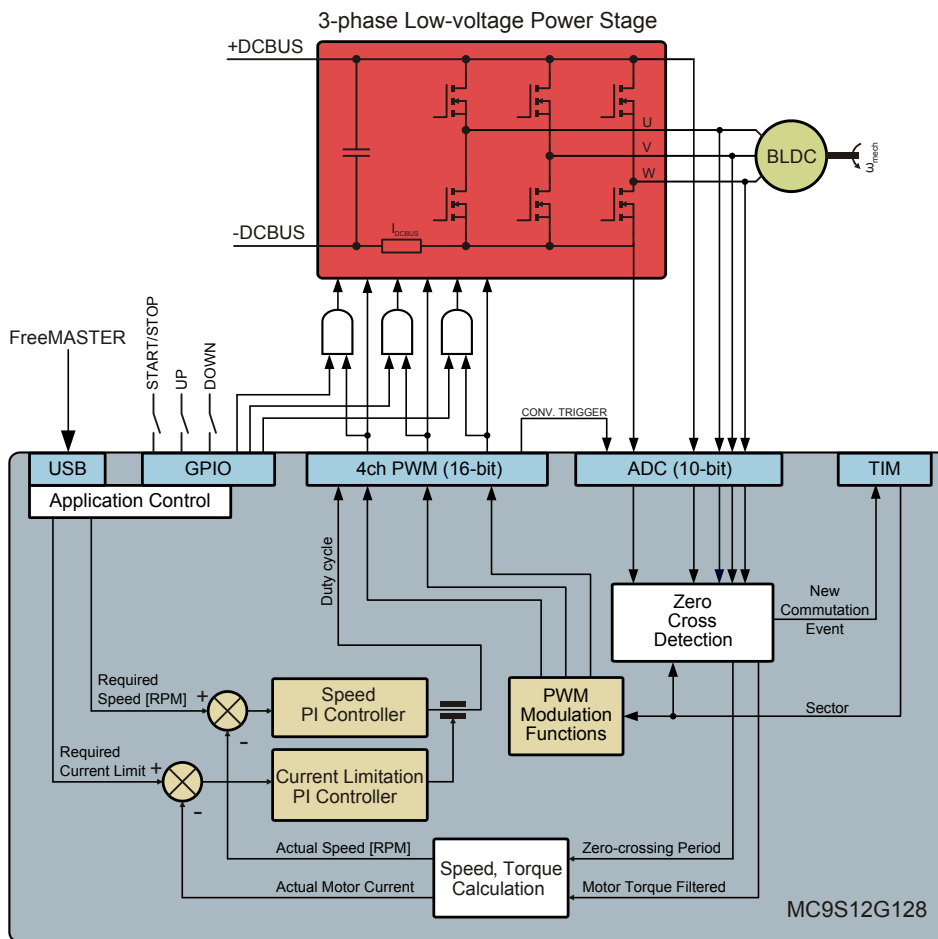 3-phase Low-voltage Power Stage
+DCBUS
U
V
W
BLDC
ωmech
-DCBUS
IDCBUS
FreeMASTER
START/STOP
UP
DOWN
CONV. TRIGGER
USB
GPIO
4ch PWM (16-bit)
ADC (10-bit)
TIM
Application Control
Duty cycle
Zero
Cross
Detection
New
Commutation
Event
Required
Speed [RPM]
+
-
Speed
PI Controller
PWM
Modulation
Functions
Sector
Required
Current Limit
+
-
Current Limitation
PI Controller
Actual Speed [RPM]
Actual Motor Current
Speed, Torque
Calculation
Zero-crossing Period
Motor Torque Filtered
MC9S12G128